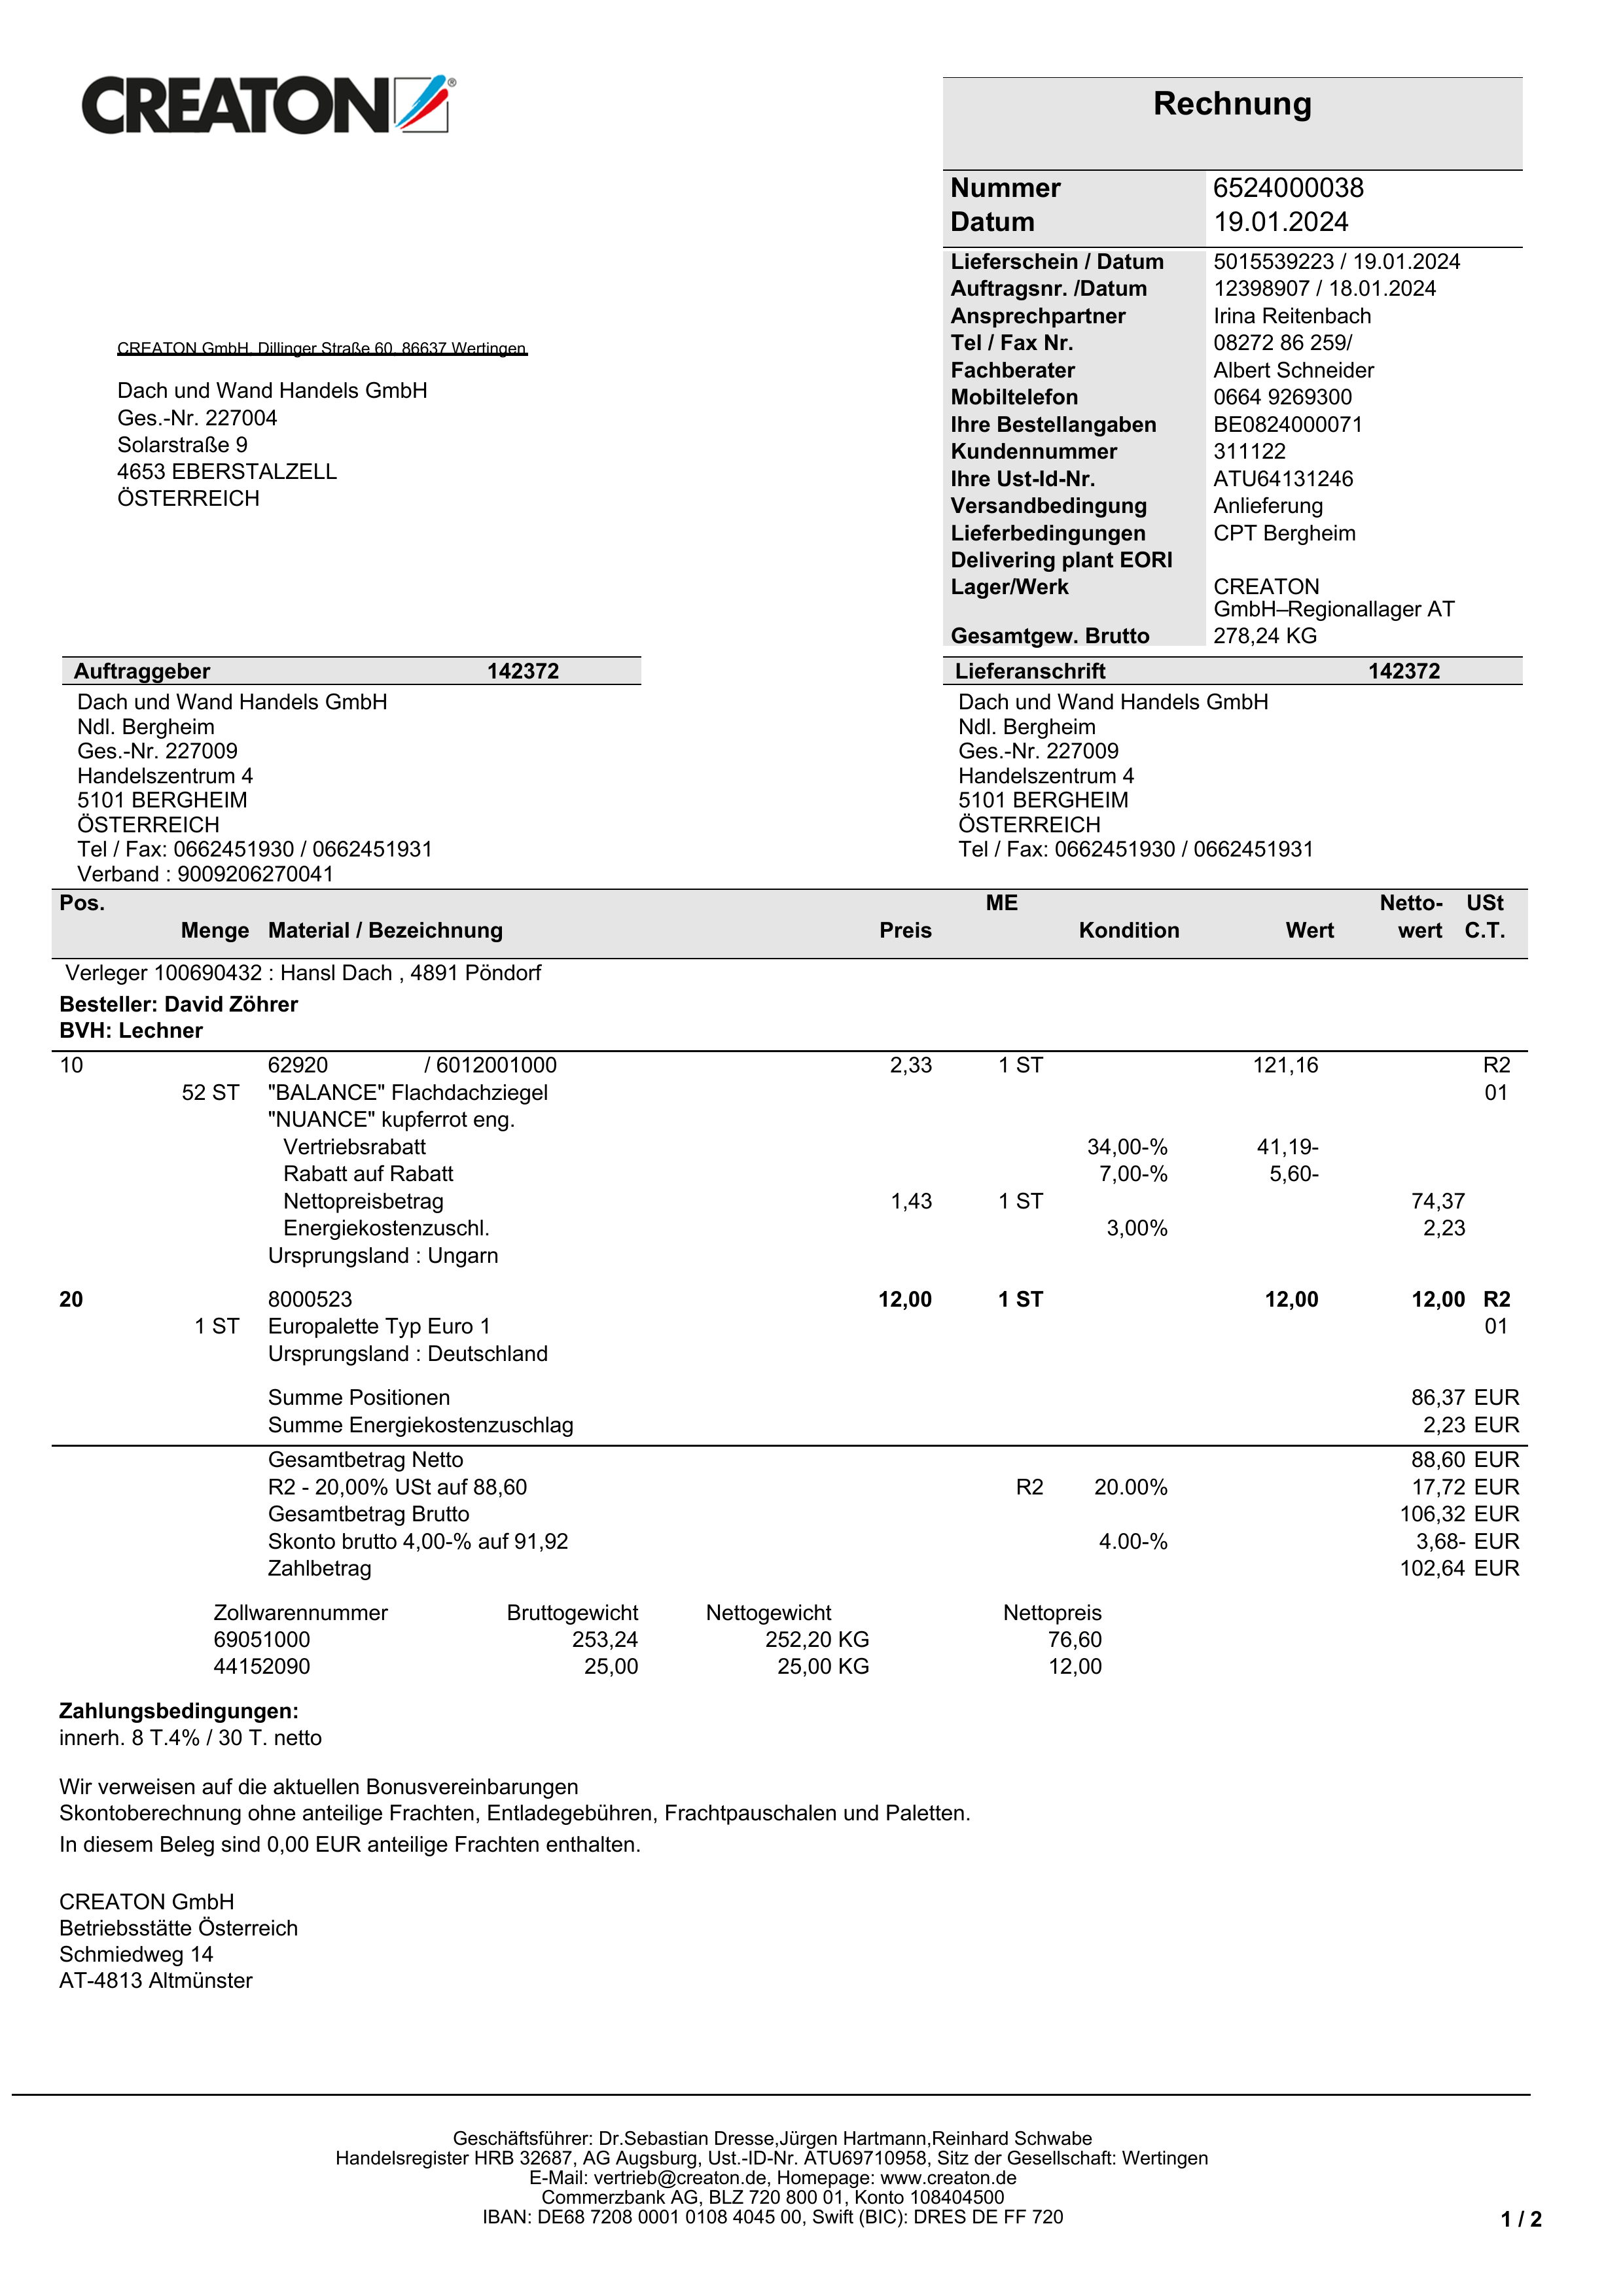 CREATON®
Rechnung
Nummer 6524000038
Datum 19.01.2024
Lieferschein / Datum 5015539223 / 19.01.2024
Auftragsnr. /Datum 12398907 / 18.01.2024
Ansprechpartner Irina Reitenbach
Tel / Fax Nr. 08272 86 259/
Fachberater Albert Schneider
Mobiltelefon 0664 9269300
Ihre Bestellangaben BE0824000071
Kundennummer 311122
Ihre Ust-Id-Nr. ATU64131246
Versandbedingung Anlieferung
Lieferbedingungen CPT Bergheim
Delivering plant EORI
Lager/Werk CREATON
GmbH–Regionallager AT
Gesamtgew. Brutto 278,24 KG
CREATON GmbH, Dillinger Straße 60, 86637 Wertingen
Dach und Wand Handels GmbH
Ges.-Nr. 227004
Solarstraße 9
4653 EBERSTALZELL
ÖSTERREICH
Auftraggeber 142372
Dach und Wand Handels GmbH
Ndl. Bergheim
Ges.-Nr. 227009
Handelszentrum 4
5101 BERGHEIM
ÖSTERREICH
Tel / Fax: 0662451930 / 0662451931
Verband : 9009206270041
Lieferanschrift 142372
Dach und Wand Handels GmbH
Ndl. Bergheim
Ges.-Nr. 227009
Handelszentrum 4
5101 BERGHEIM
ÖSTERREICH
Tel / Fax: 0662451930 / 0662451931
Pos. ME Netto- USt
Menge Material / Bezeichnung Preis Kondition Wert wert C.T.
Verleger 100690432 : Hansl Dach , 4891 Pöndorf
Besteller: David Zöhrer
BVH: Lechner
10 62920 / 6012001000 2,33 1 ST 121,16 R2
52 ST "BALANCE" Flachdachziegel 01
"NUANCE" kupferrot eng.
Vertriebsrabatt 34,00-% 41,19-
Rabatt auf Rabatt 7,00-% 5,60-
Nettopreisbetrag 1,43 1 ST 74,37
Energiekostenzuschl. 3,00% 2,23
Ursprungsland : Ungarn
20 8000523 12,00 1 ST 12,00 12,00 R2
1 ST Europalette Typ Euro 1 01
Ursprungsland : Deutschland
Summe Positionen 86,37 EUR
Summe Energiekostenzuschlag 2,23 EUR
Gesamtbetrag Netto 88,60 EUR
R2 - 20,00% USt auf 88,60 R2 20.00% 17,72 EUR
Gesamtbetrag Brutto 106,32 EUR
Skonto brutto 4,00-% auf 91,92 4.00-% 3,68- EUR
Zahlbetrag 102,64 EUR
Zollwarennummer Bruttogewicht Nettogewicht Nettopreis
69051000 253,24 252,20 KG 76,60
44152090 25,00 25,00 KG 12,00
Zahlungsbedingungen:
innerh. 8 T.4% / 30 T. netto
Wir verweisen auf die aktuellen Bonusvereinbarungen
Skontoberechnung ohne anteilige Frachten, Entladegebühren, Frachtpauschalen und Paletten.
In diesem Beleg sind 0,00 EUR anteilige Frachten enthalten.
CREATON GmbH
Betriebsstätte Österreich
Schmiedweg 14
AT-4813 Altmünster
Geschäftsführer: Dr.Sebastian Dresse,Jürgen Hartmann,Reinhard Schwabe
Handelsregister HRB 32687, AG Augsburg, Ust.-ID-Nr. ATU69710958, Sitz der Gesellschaft: Wertingen
E-Mail: vertrieb@creaton.de, Homepage: www.creaton.de
Commerzbank AG, BLZ 720 800 01, Konto 108404500
IBAN: DE68 7208 0001 0108 4045 00, Swift (BIC): DRES DE FF 720
1 / 2